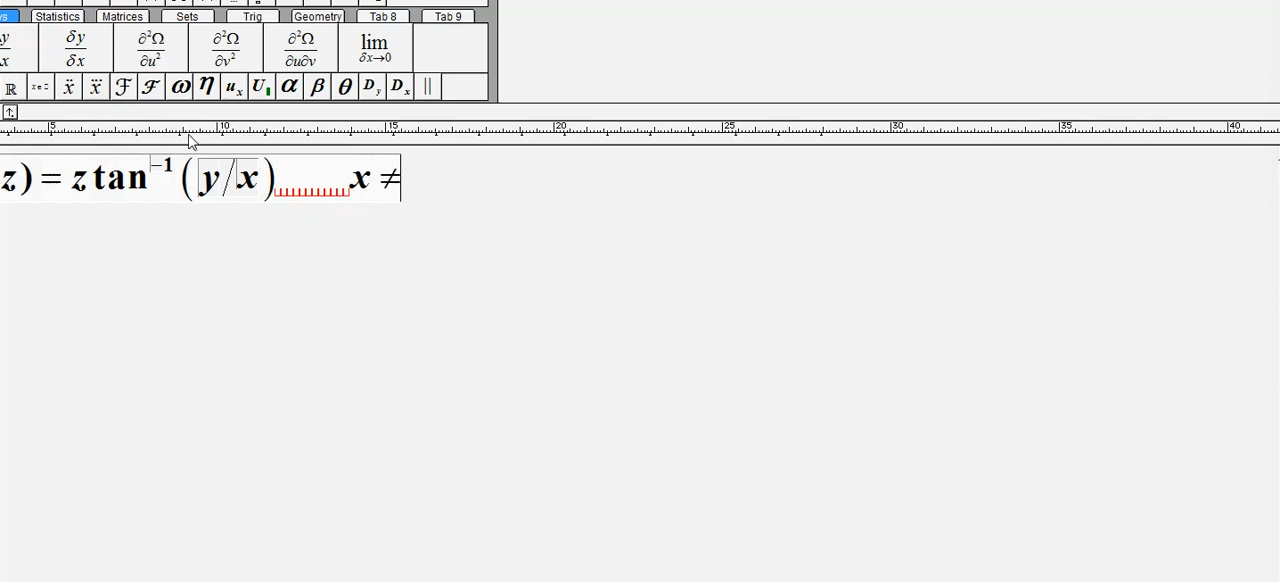 Statistics Matrices Sets Trig Geometry Tab 8 Tab 9
δy/δx ∂²Ω/∂u² ∂²Ω/∂v² ∂²Ω/∂u∂v lim δx→0
ℝ ẍ x⃛ ℱ ℱ ω η uₓ U α β θ D_y Dₓ ||
5 10 15 20 25 30 35 40
z) = z tan⁻¹ (y/x) x ≠